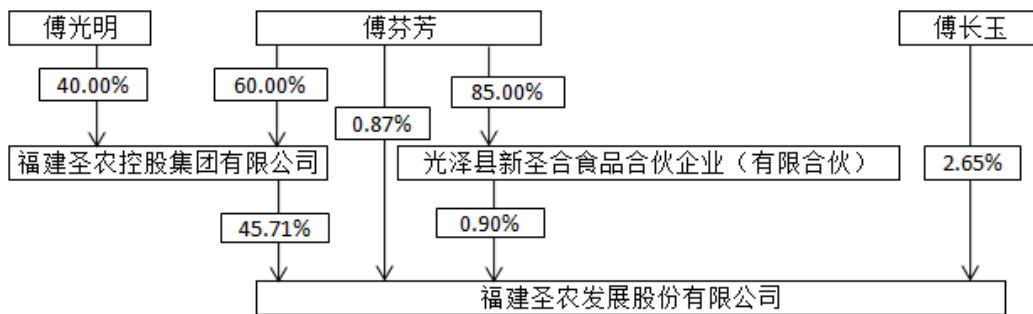 傅光明 傅芬芳 傅长玉
40.00% 60.00% 85.00%
0.87% 2.65%
福建圣农控股集团有限公司 光泽县新圣合食品合伙企业（有限合伙）
45.71% 0.90%
福建圣农发展股份有限公司